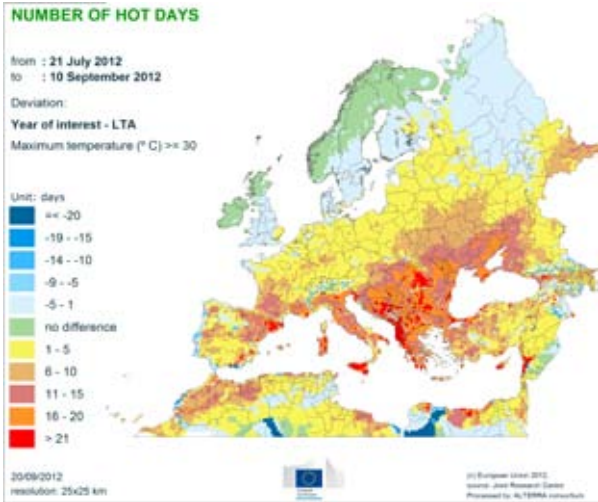 NUMBER OF HOT DAYS
from : 21 July 2012
to : 10 September 2012
Deviation:
Year of interest - LTA
Maximum temperature (° C) >= 30
Unit: days
=< -20
-19 - -15
-14 - -10
-9 - -5
-5 - 1
no difference
1 - 5
6 - 10
11 - 15
16 - 20
> 21
20/09/2012
resolution: 25x25 km
(c) European Union 2012
source: Joint Research Centre
Processed by ALTERRA consortium